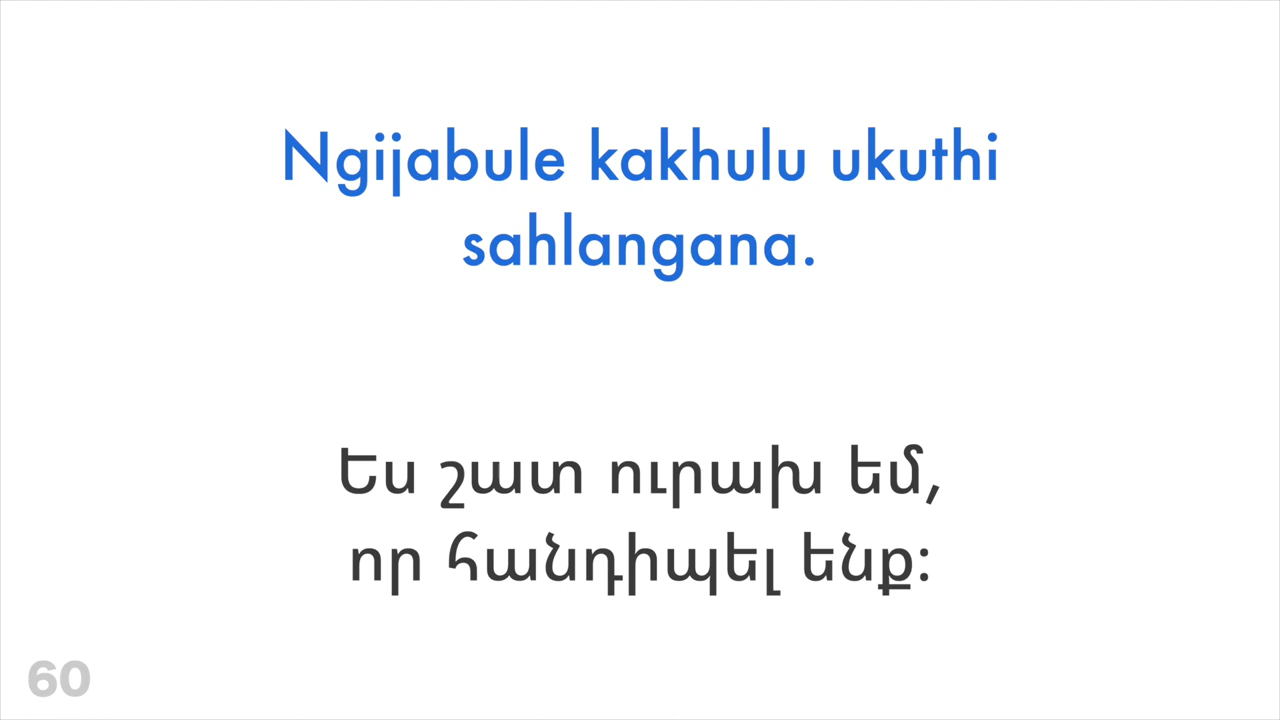 Ngijabule kakhulu ukuthi
sahlangana.
Ես շատ ուրախ եմ,
որ հանդիպել ենք։
60